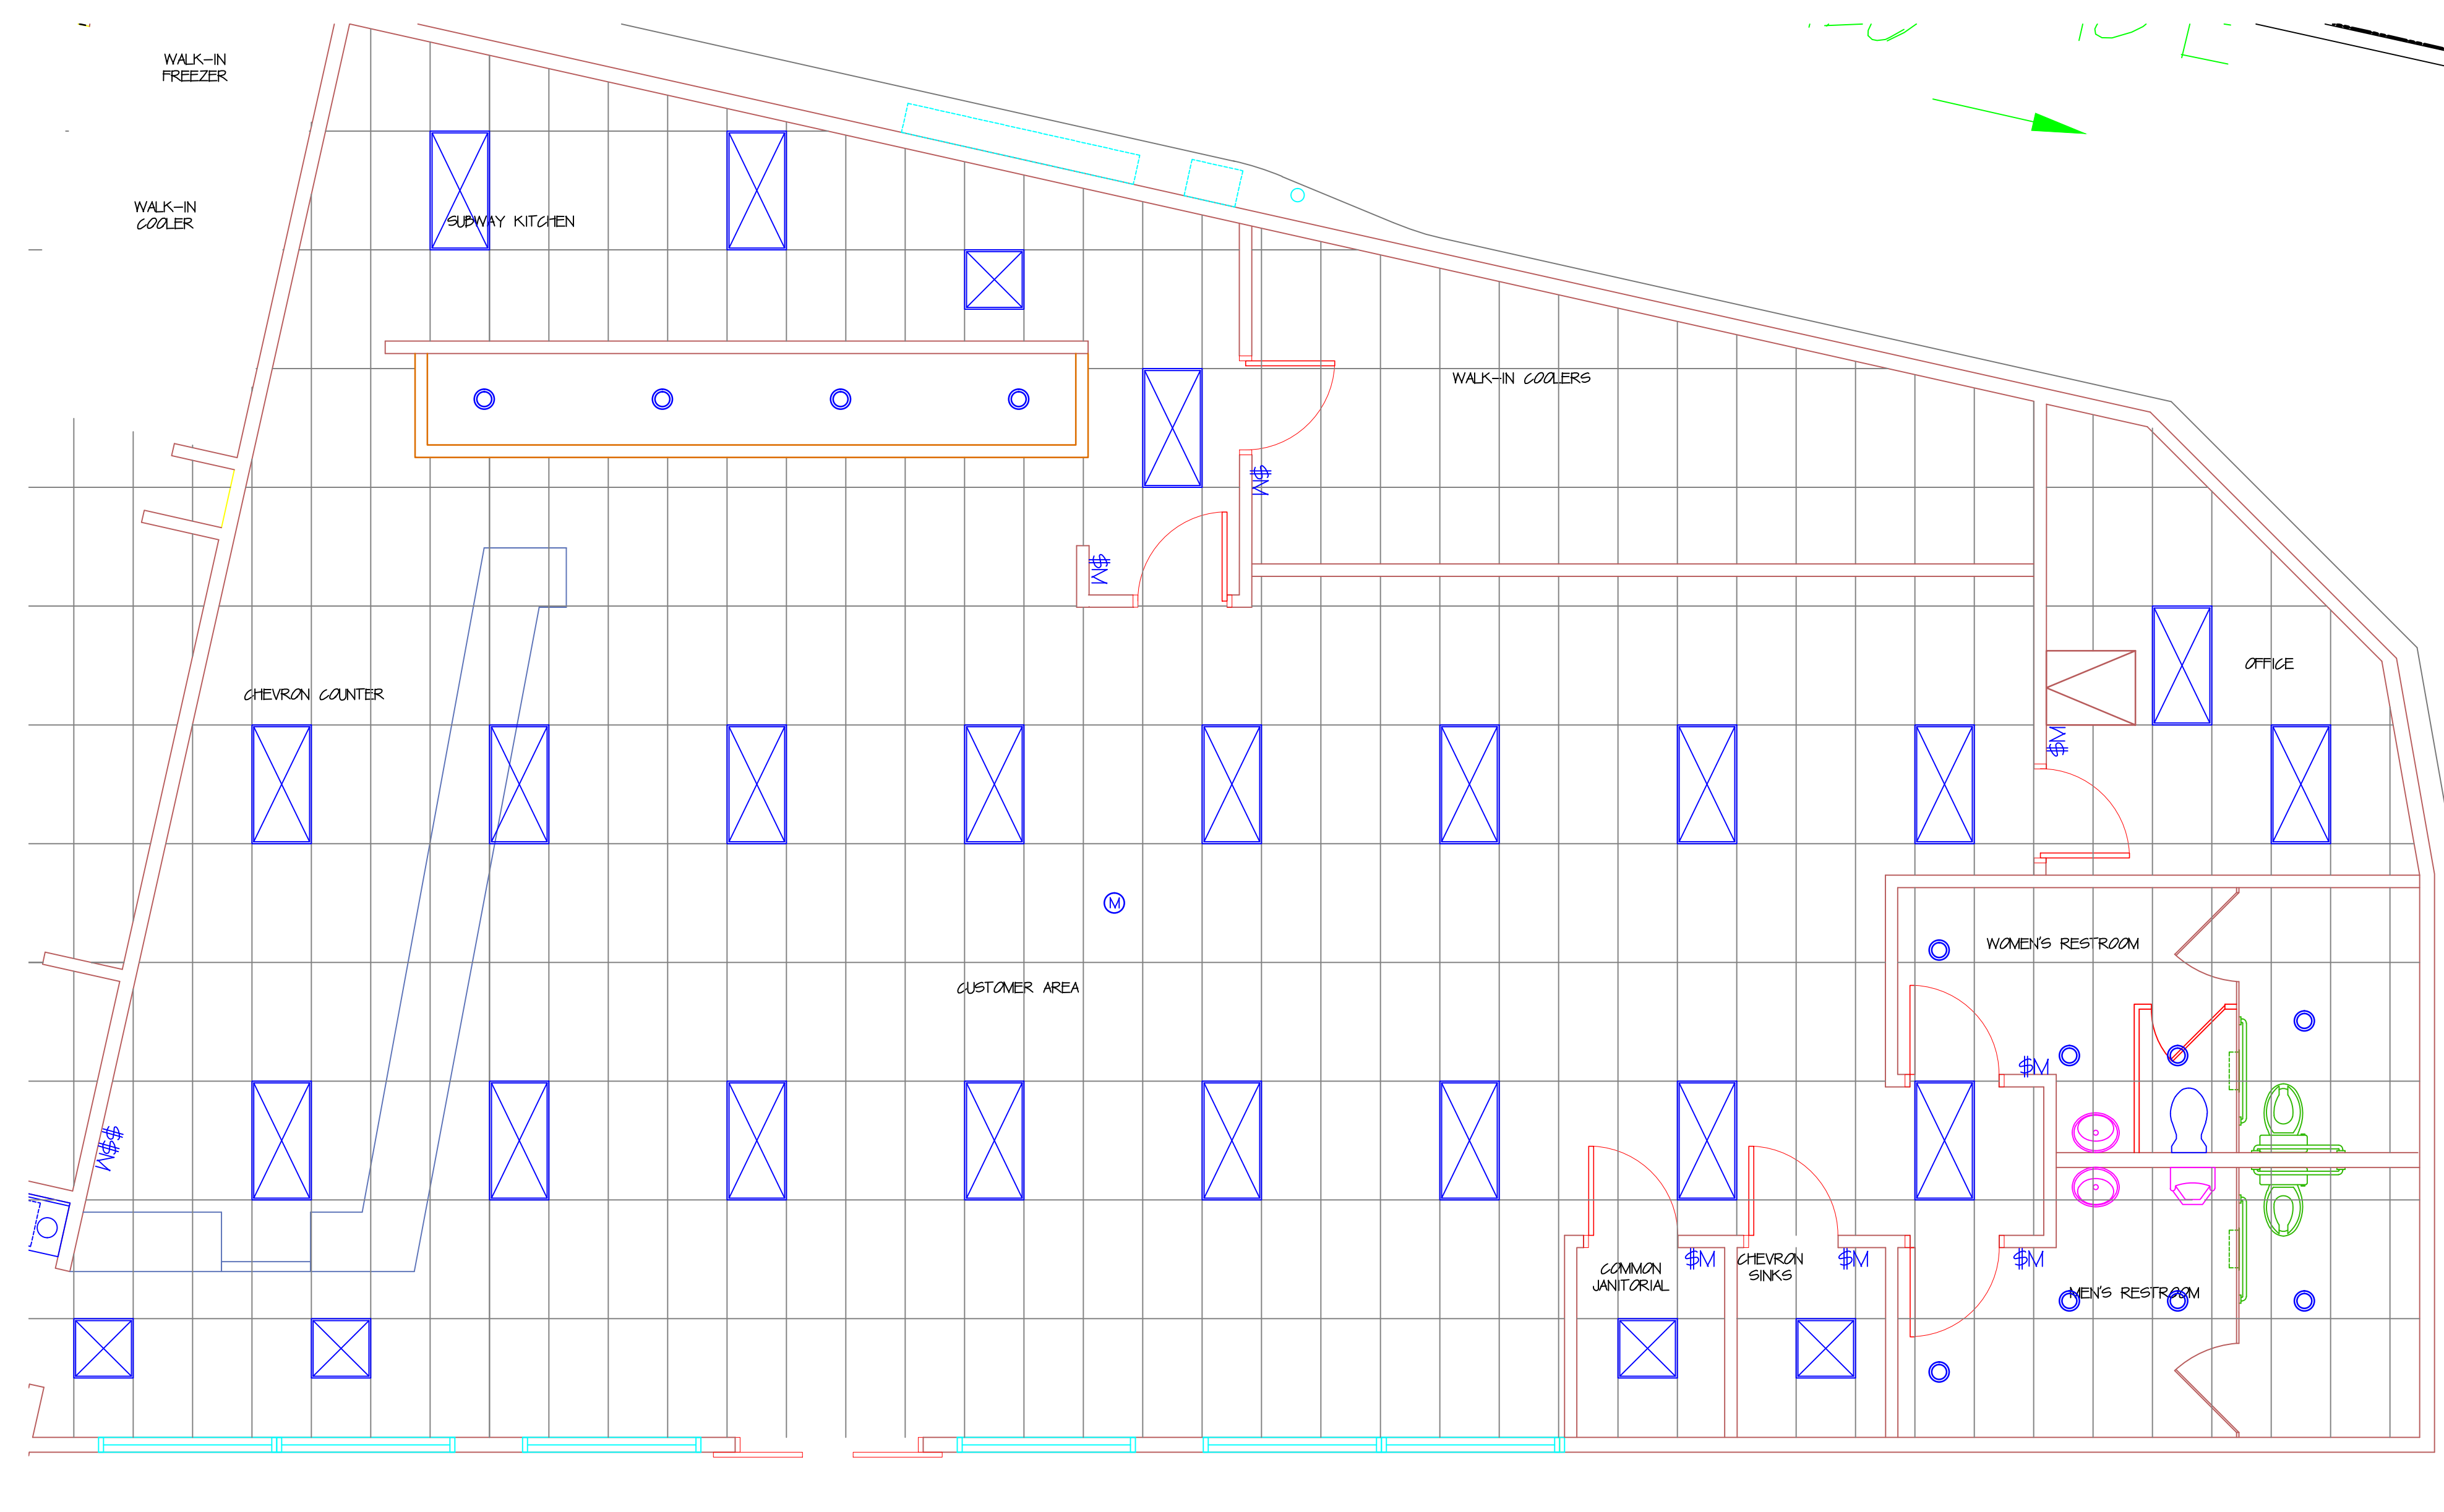 WALK-IN
FREEZER
WALK-IN
COOLER
SUBWAY KITCHEN
WALK-IN COOLERS
$M
$M
OFFICE
CHEVRON COUNTER
$M
M
WOMEN'S RESTROOM
CUSTOMER AREA
$M
$$M
COMMON
JANITORIAL
$M
CHEVRON
SINKS
$M
$M
MEN'S RESTROOM